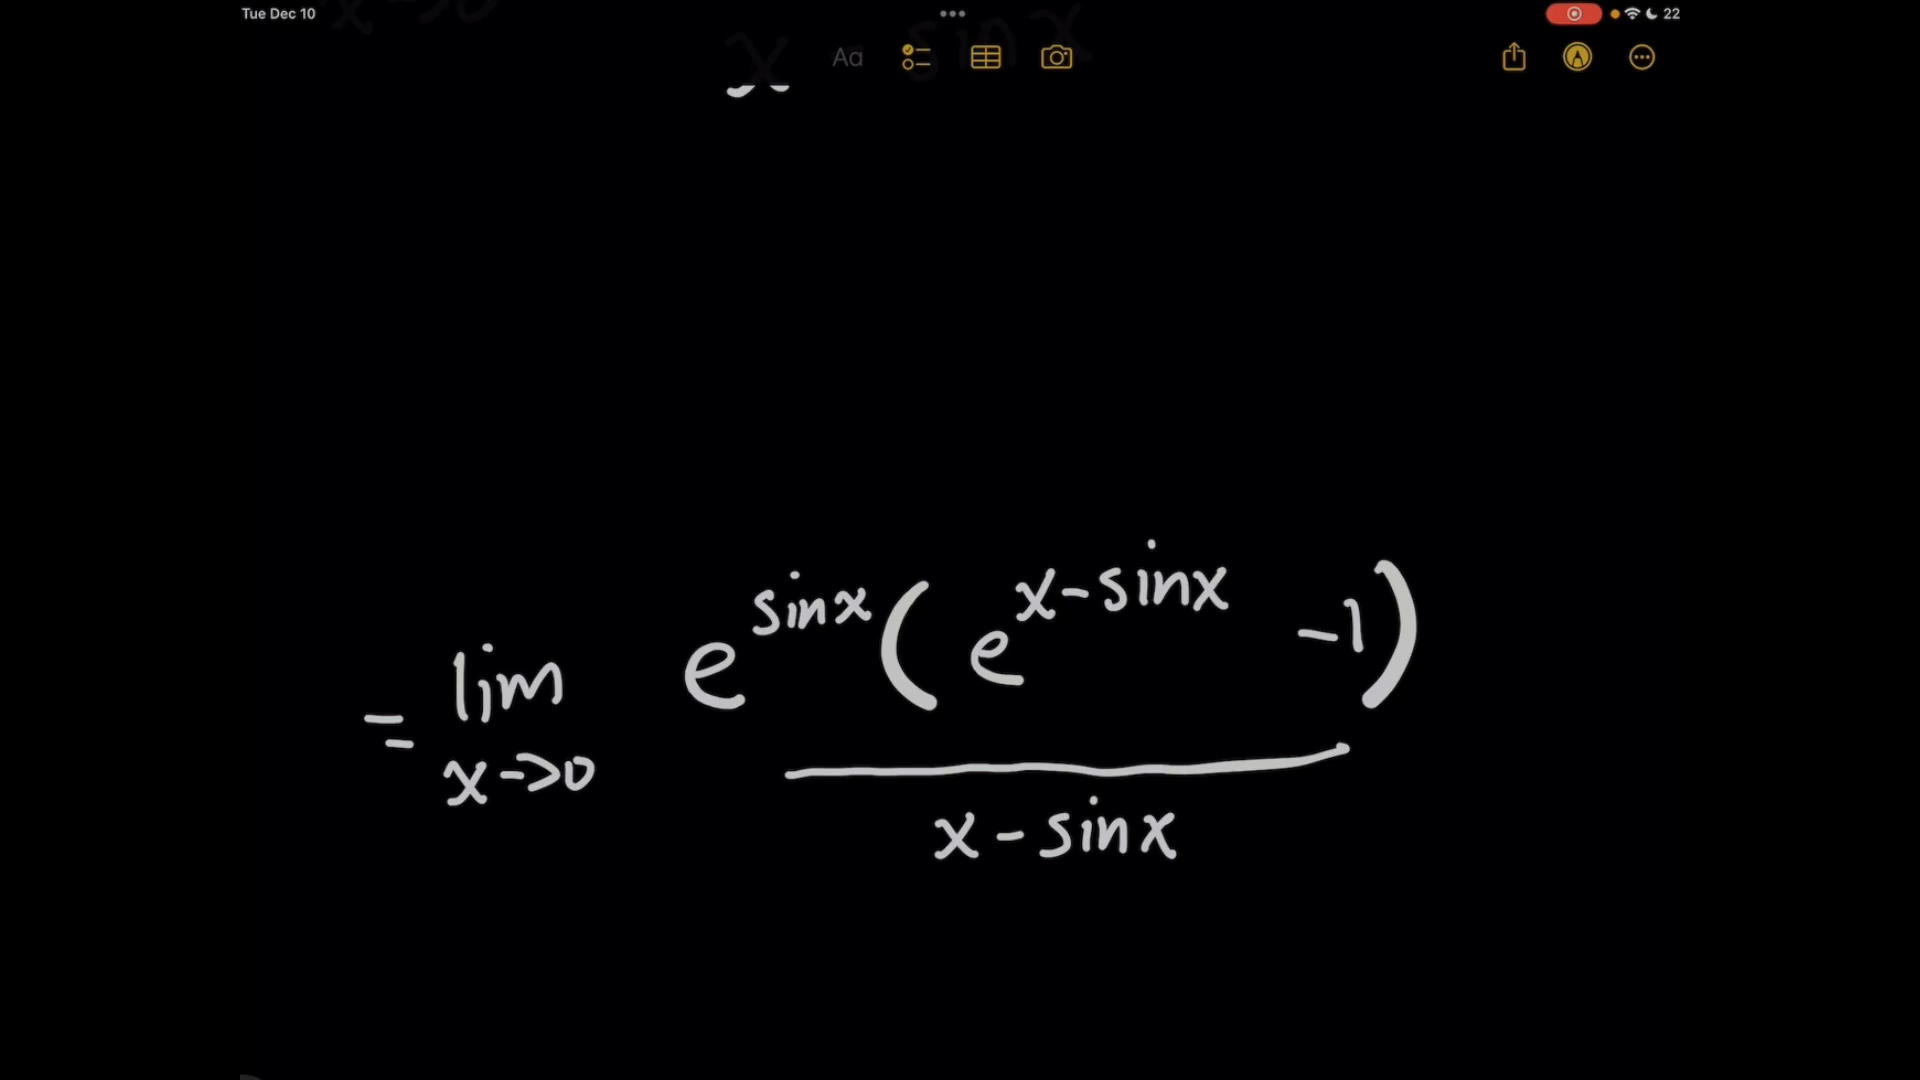 Tue Dec 10
22
Aa
= lim x->0 e^{sinx}(e^{x-sinx} -1) / x-sinx